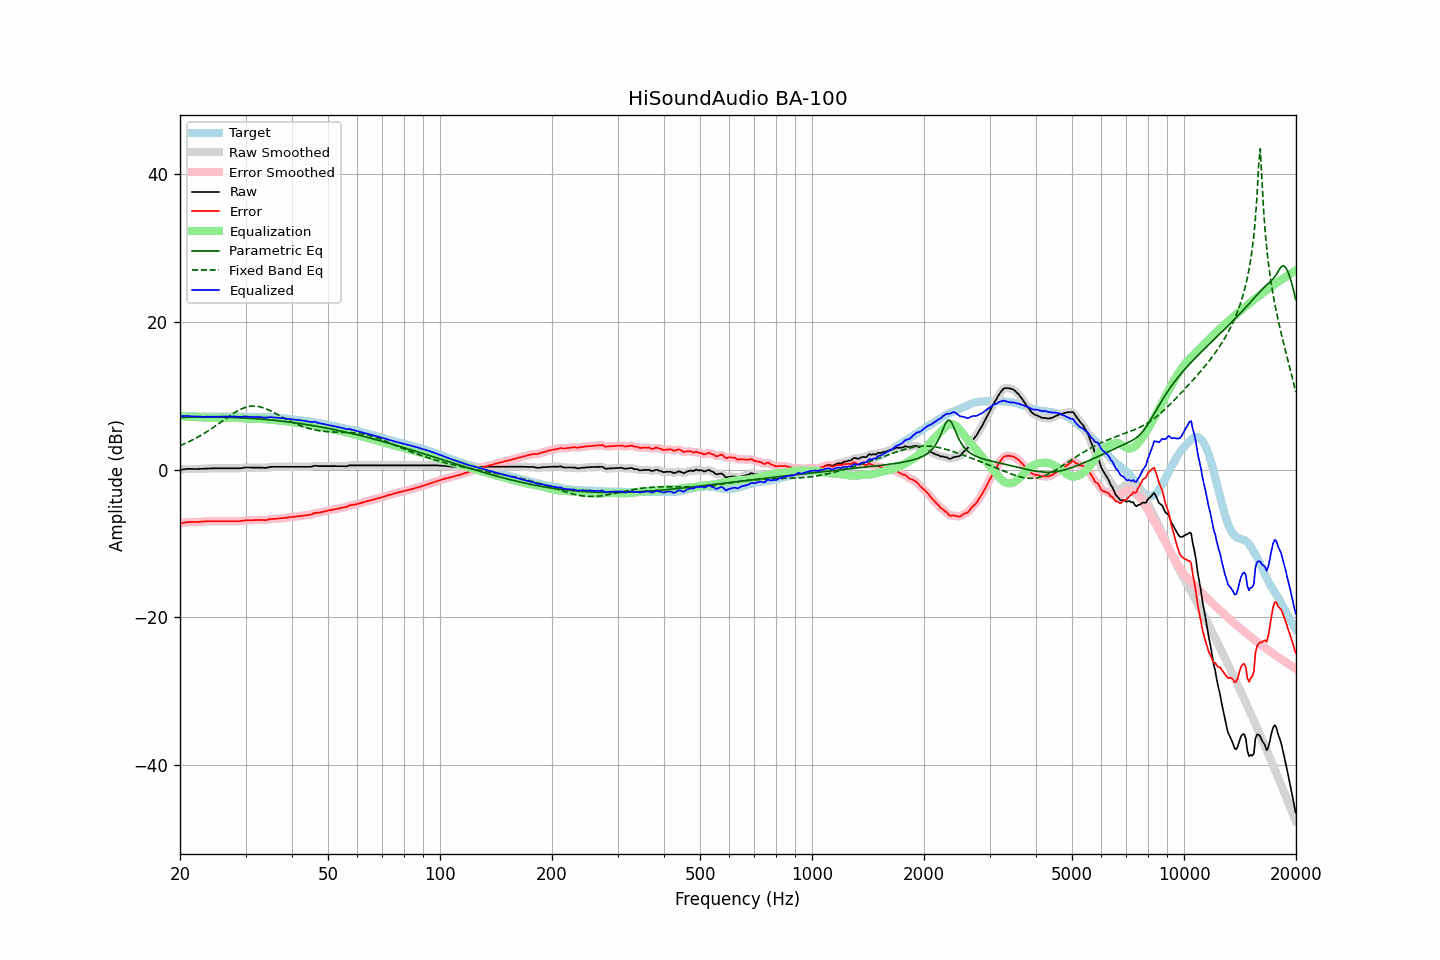 HiSoundAudio BA-100
Target
Raw Smoothed
Error Smoothed
Raw
Error
Equalization
Parametric Eq
Fixed Band Eq
Equalized
Amplitude (dBr)
40
20
0
−20
−40
20 50 100 200 500 1000 2000 5000 10000 20000
Frequency (Hz)